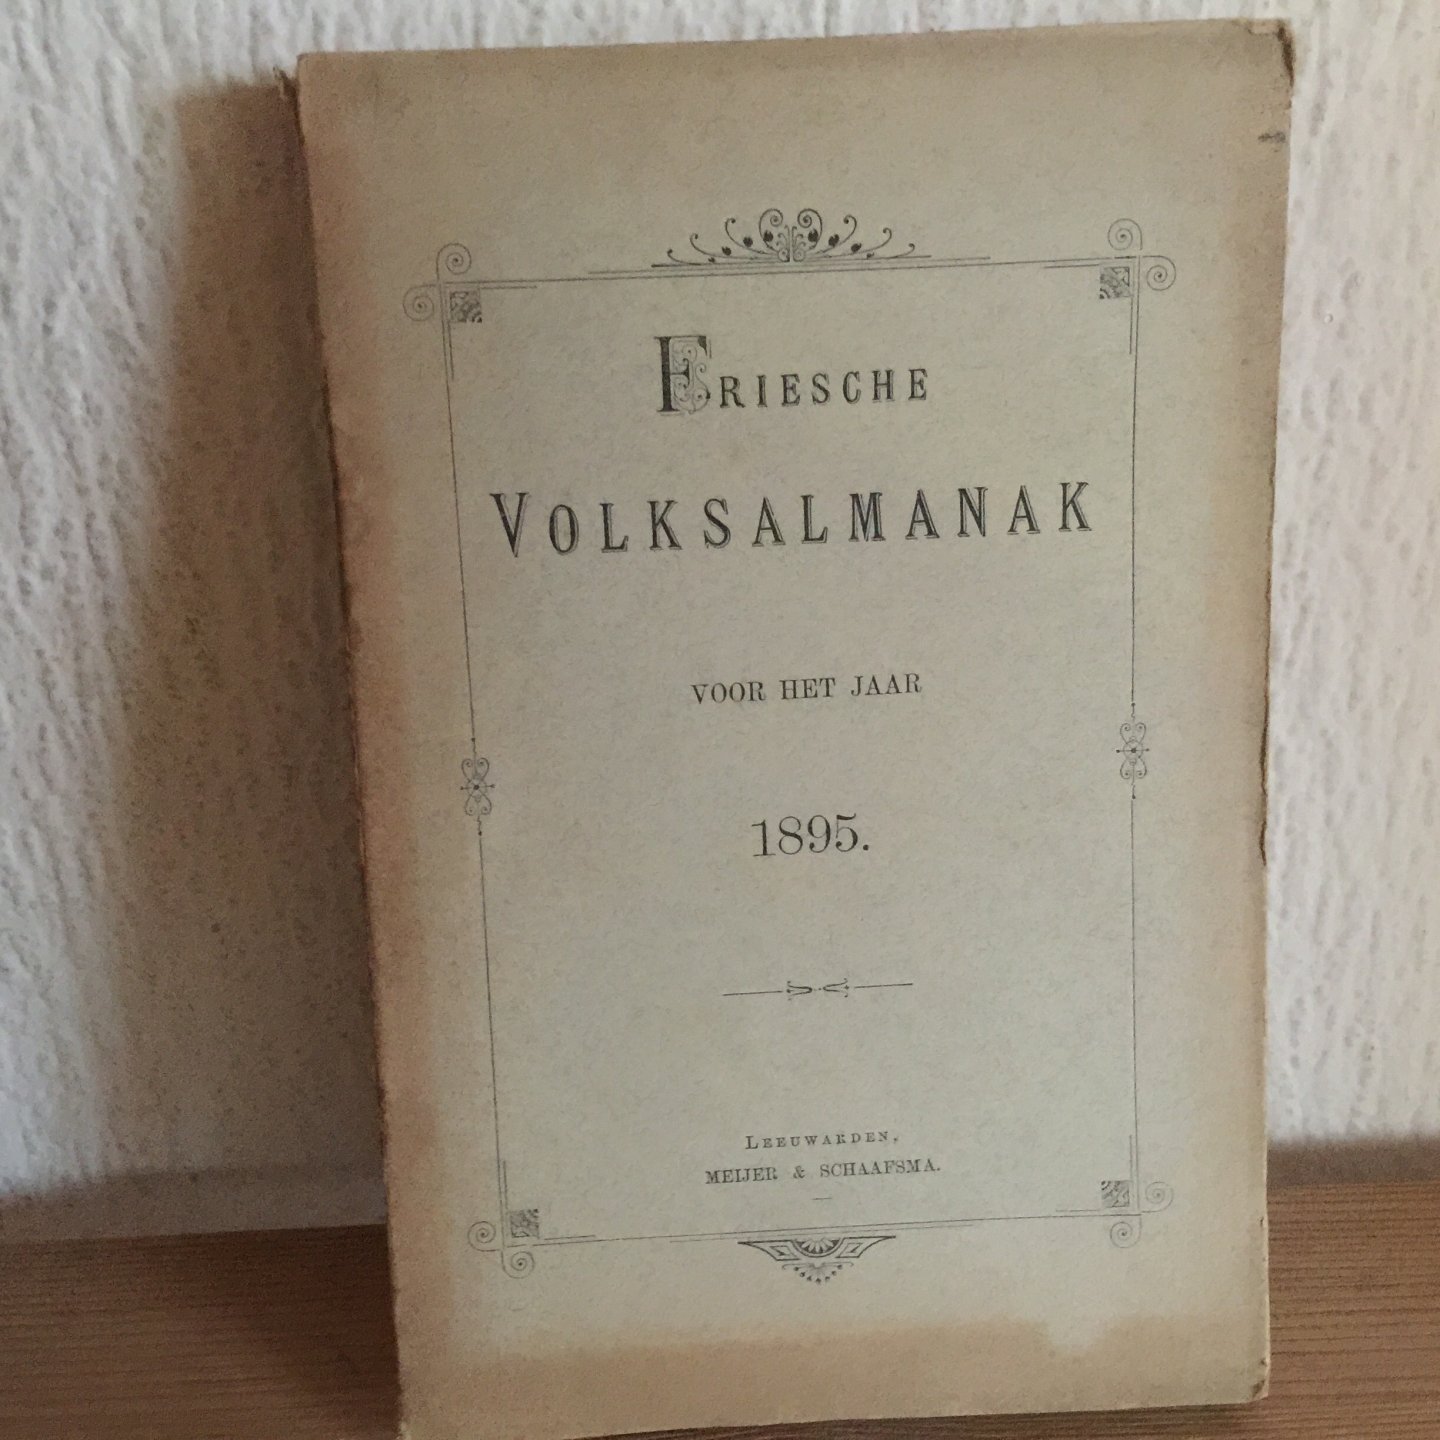 FRIESCHE
VOLKSALMANAK
VOOR HET JAAR
1895.
LEEUWARDEN,
MEIJER & SCHAAFSMA.